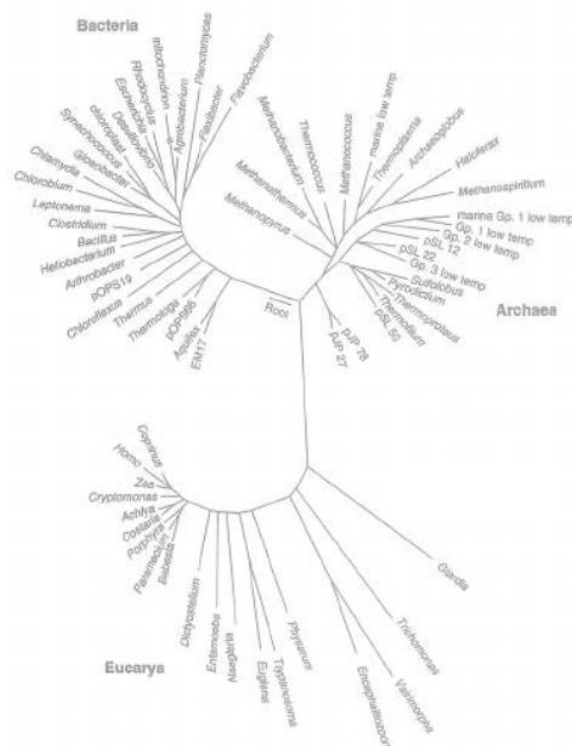 Bacteria
mitochondrion
Rhodocyclus
Escherichia
Desulfovibrio
chloroplast
Synechococcus
Gloeobacter
Chlamydia
Chlorobium
Leptonema
Clostridium
Bacillus
Heliobacterium
Arthrobacter
pOPS19
Chloroflexus
Thermus
Thermotoga
pOPS66
Aquifex
EM17
Agrobacterium
Planctomyces
Flexibacter
Flavobacterium
Root
Methanobacterium
Thermococcus
Methanothermus
Methanopyrus
Methanococcus
marine low temp
Thermoplasma
Archaeoglobus
Haloferax
Methanospirillum
marine Gp. 1 low temp
Gp. 1 low temp
Gp. 2 low temp
pSL 12
pSL 22
Gp. 3 low temp
Sulfolobus
Pyrodictium
Thermoproteus
Thermofilum
pSL 50
pJP 78
pJP 27
Archaea
Coprinus
Homo
Zea
Cryptomonas
Achlya
Costaria
Porphyra
Paramecium
Babesia
Dictyostelium
Entamoeba
Naegleria
Euglena
Trypanosoma
Physarum
Encephalitozoon
Vairimorpha
Trichomonas
Giardia
Eucarya